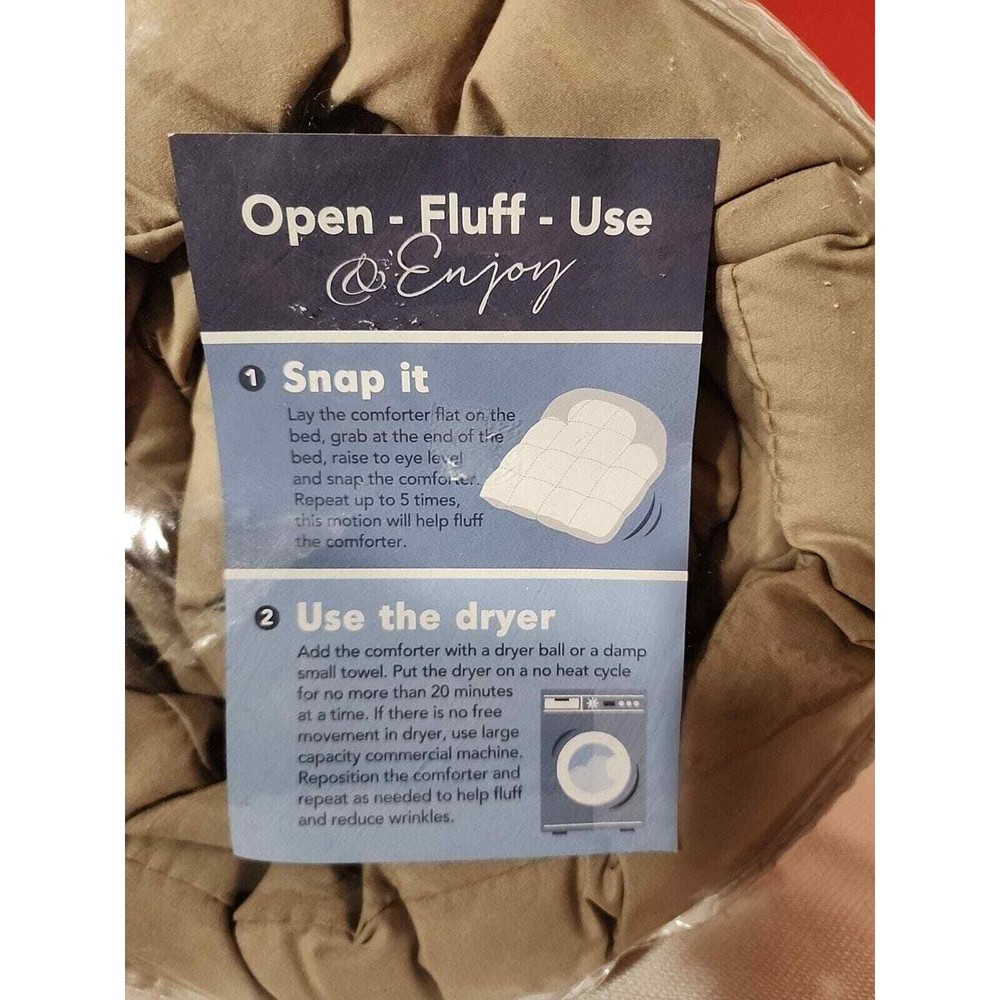 Open - Fluff - Use
& Enjoy
1 Snap it
Lay the comforter flat on the
bed, grab at the end of the
bed, raise to eye level
and snap the comforter.
Repeat up to 5 times,
this motion will help fluff
the comforter.
2 Use the dryer
Add the comforter with a dryer ball or a damp
small towel. Put the dryer on a no heat cycle
for no more than 20 minutes
at a time. If there is no free
movement in dryer, use large
capacity commercial machine.
Reposition the comforter and
repeat as needed to help fluff
and reduce wrinkles.